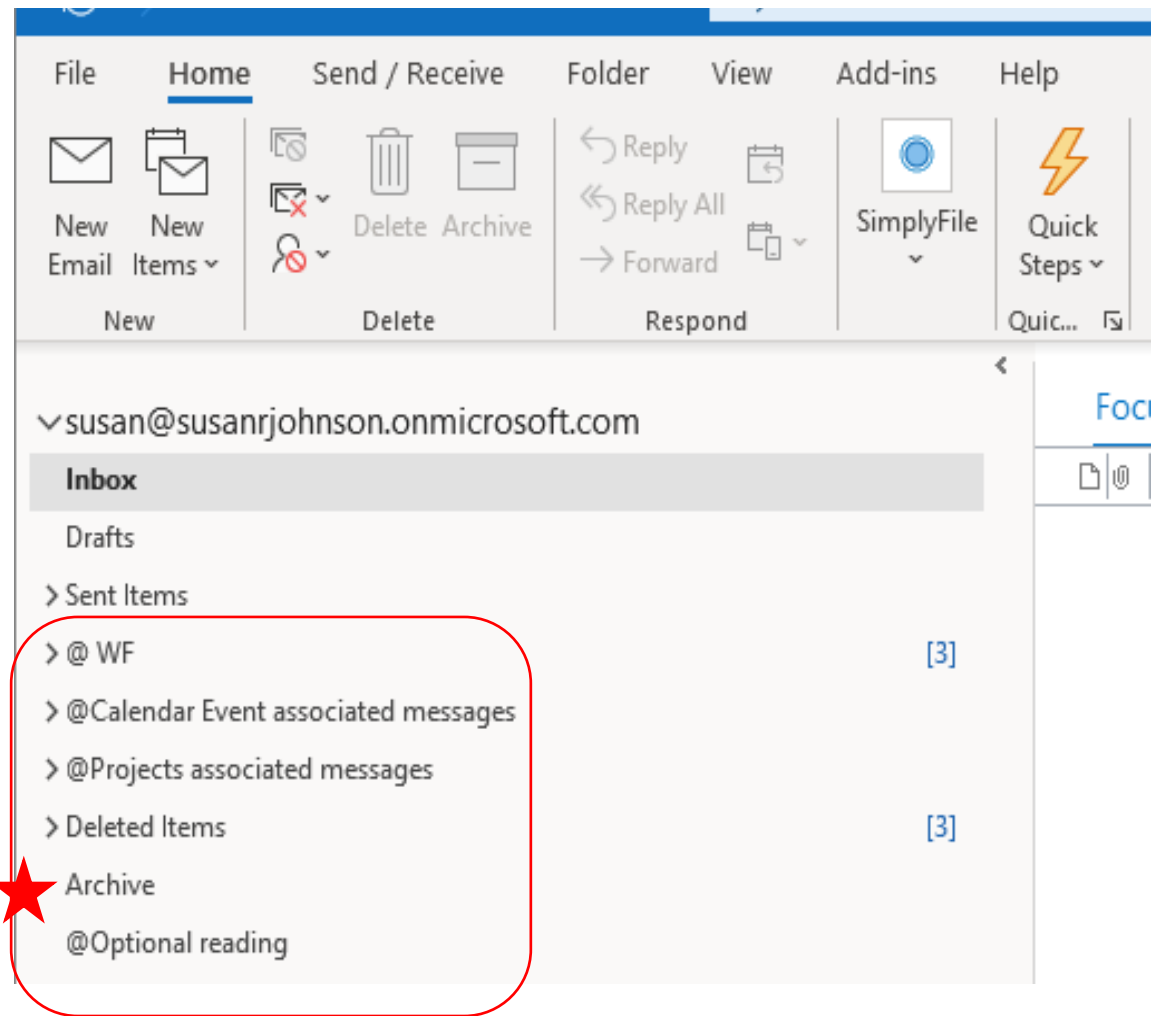 File Home Send / Receive Folder View Add-ins Help
New Email
New Items
Delete
Archive
Reply
Reply All
Forward
SimplyFile
Quick Steps
New Delete Respond Quic...
susan@susanrjohnson.onmicrosoft.com
Focu
Inbox
Drafts
Sent Items
@ WF [3]
@Calendar Event associated messages
@Projects associated messages
Deleted Items [3]
Archive
@Optional reading